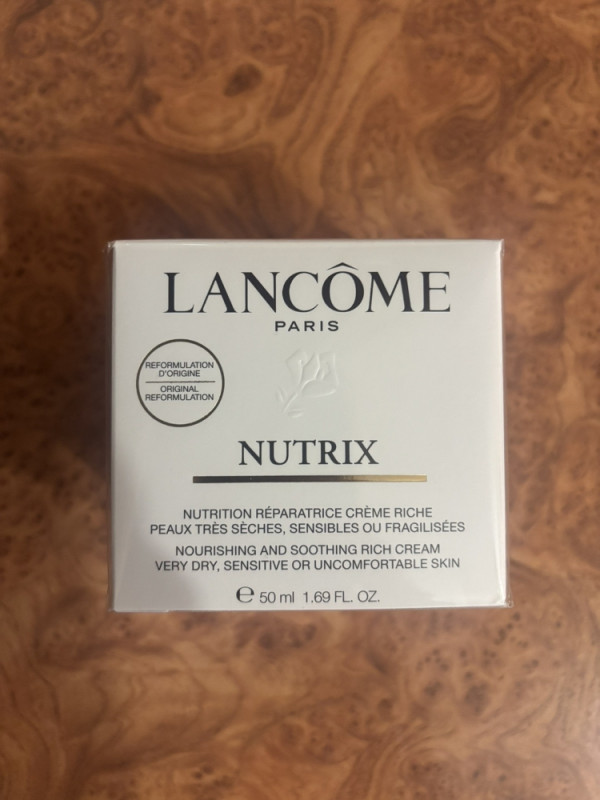 LANCÔME
PARIS
REFORMULATION
D'ORIGINE
ORIGINAL
REFORMULATION
NUTRIX
NUTRITION RÉPARATRICE CRÈME RICHE
PEAUX TRÈS SÈCHES, SENSIBLES OU FRAGILISÉES
NOURISHING AND SOOTHING RICH CREAM
VERY DRY, SENSITIVE OR UNCOMFORTABLE SKIN
℮ 50 ml 1.69 FL. OZ.